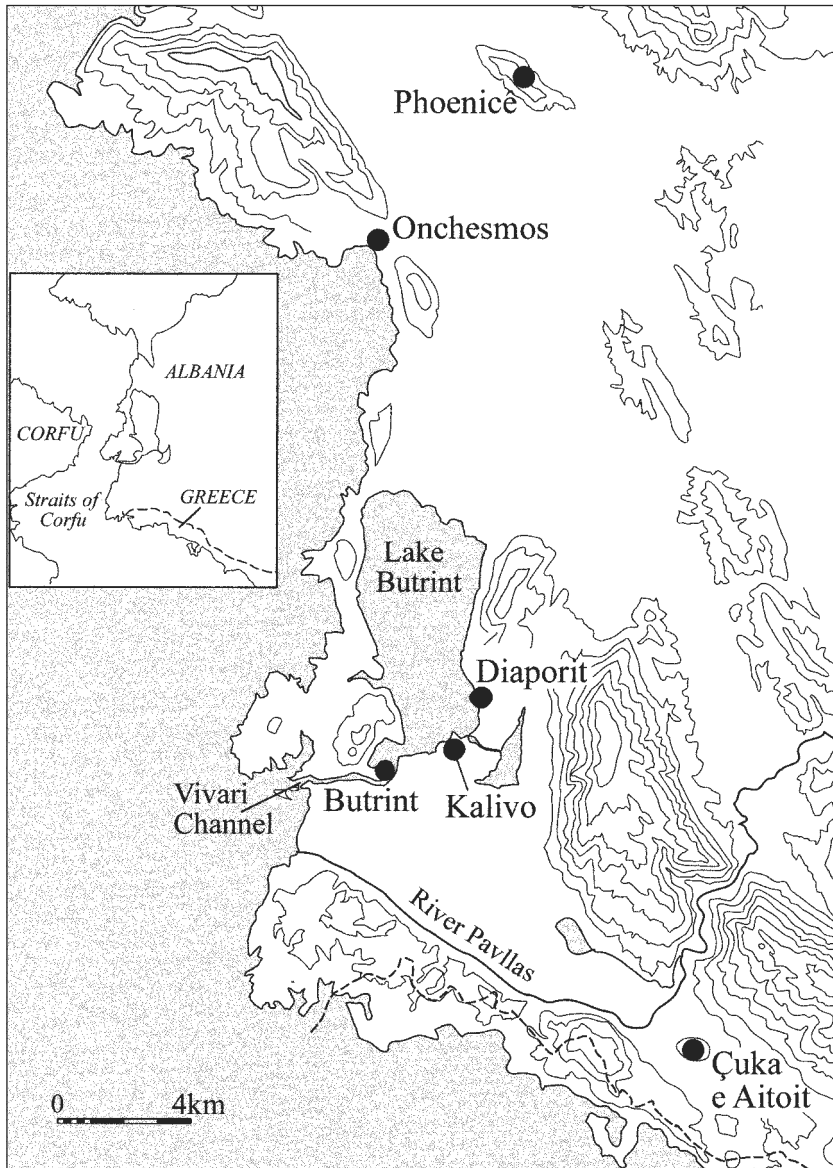 Phoenicê
Onchesmos
ALBANIA
CORFU
Straits of
Corfu
GREECE
Lake
Butrint
Diaporit
Vivari
Channel
Butrint
Kalivo
River Pavllas
Çuka
e Aitoit
0 4km